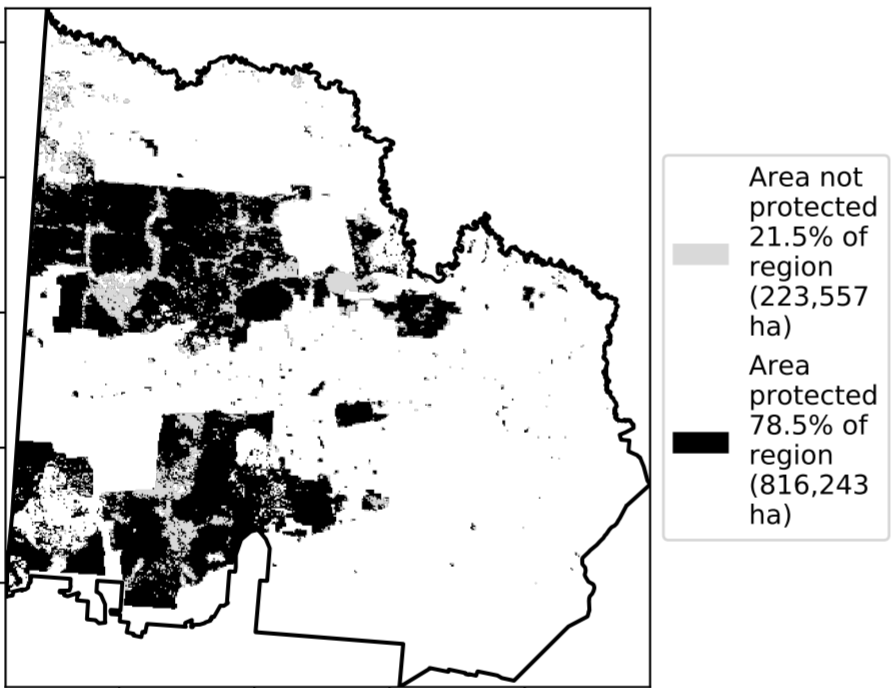 Area not
protected
21.5% of
region
(223,557
ha)
Area
protected
78.5% of
region
(816,243
ha)